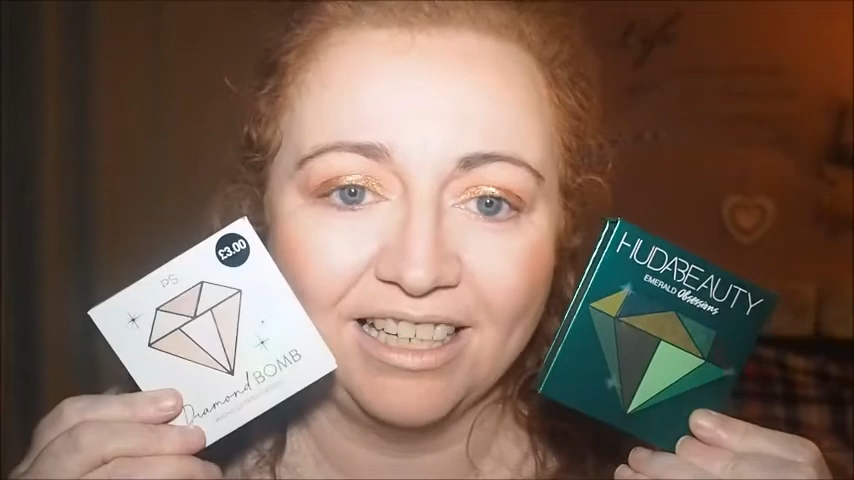 £3.00
PS
Diamond BOMB
HUDABEAUTY
EMERALD Obsessions